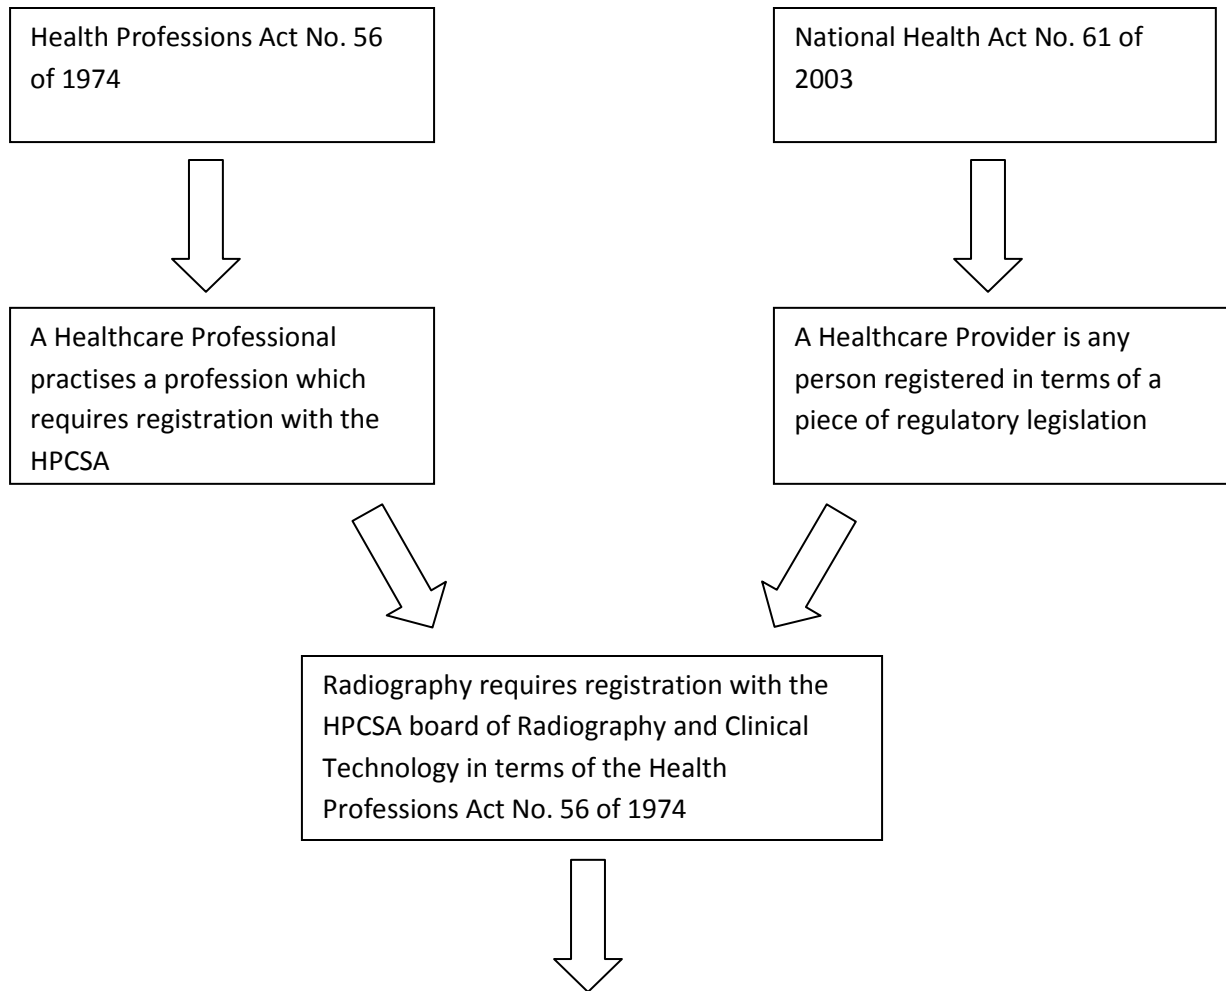 Health Professions Act No. 56
of 1974
National Health Act No. 61 of
2003
A Healthcare Professional
practises a profession which
requires registration with the
HPCSA
A Healthcare Provider is any
person registered in terms of a
piece of regulatory legislation
Radiography requires registration with the
HPCSA board of Radiography and Clinical
Technology in terms of the Health
Professions Act No. 56 of 1974